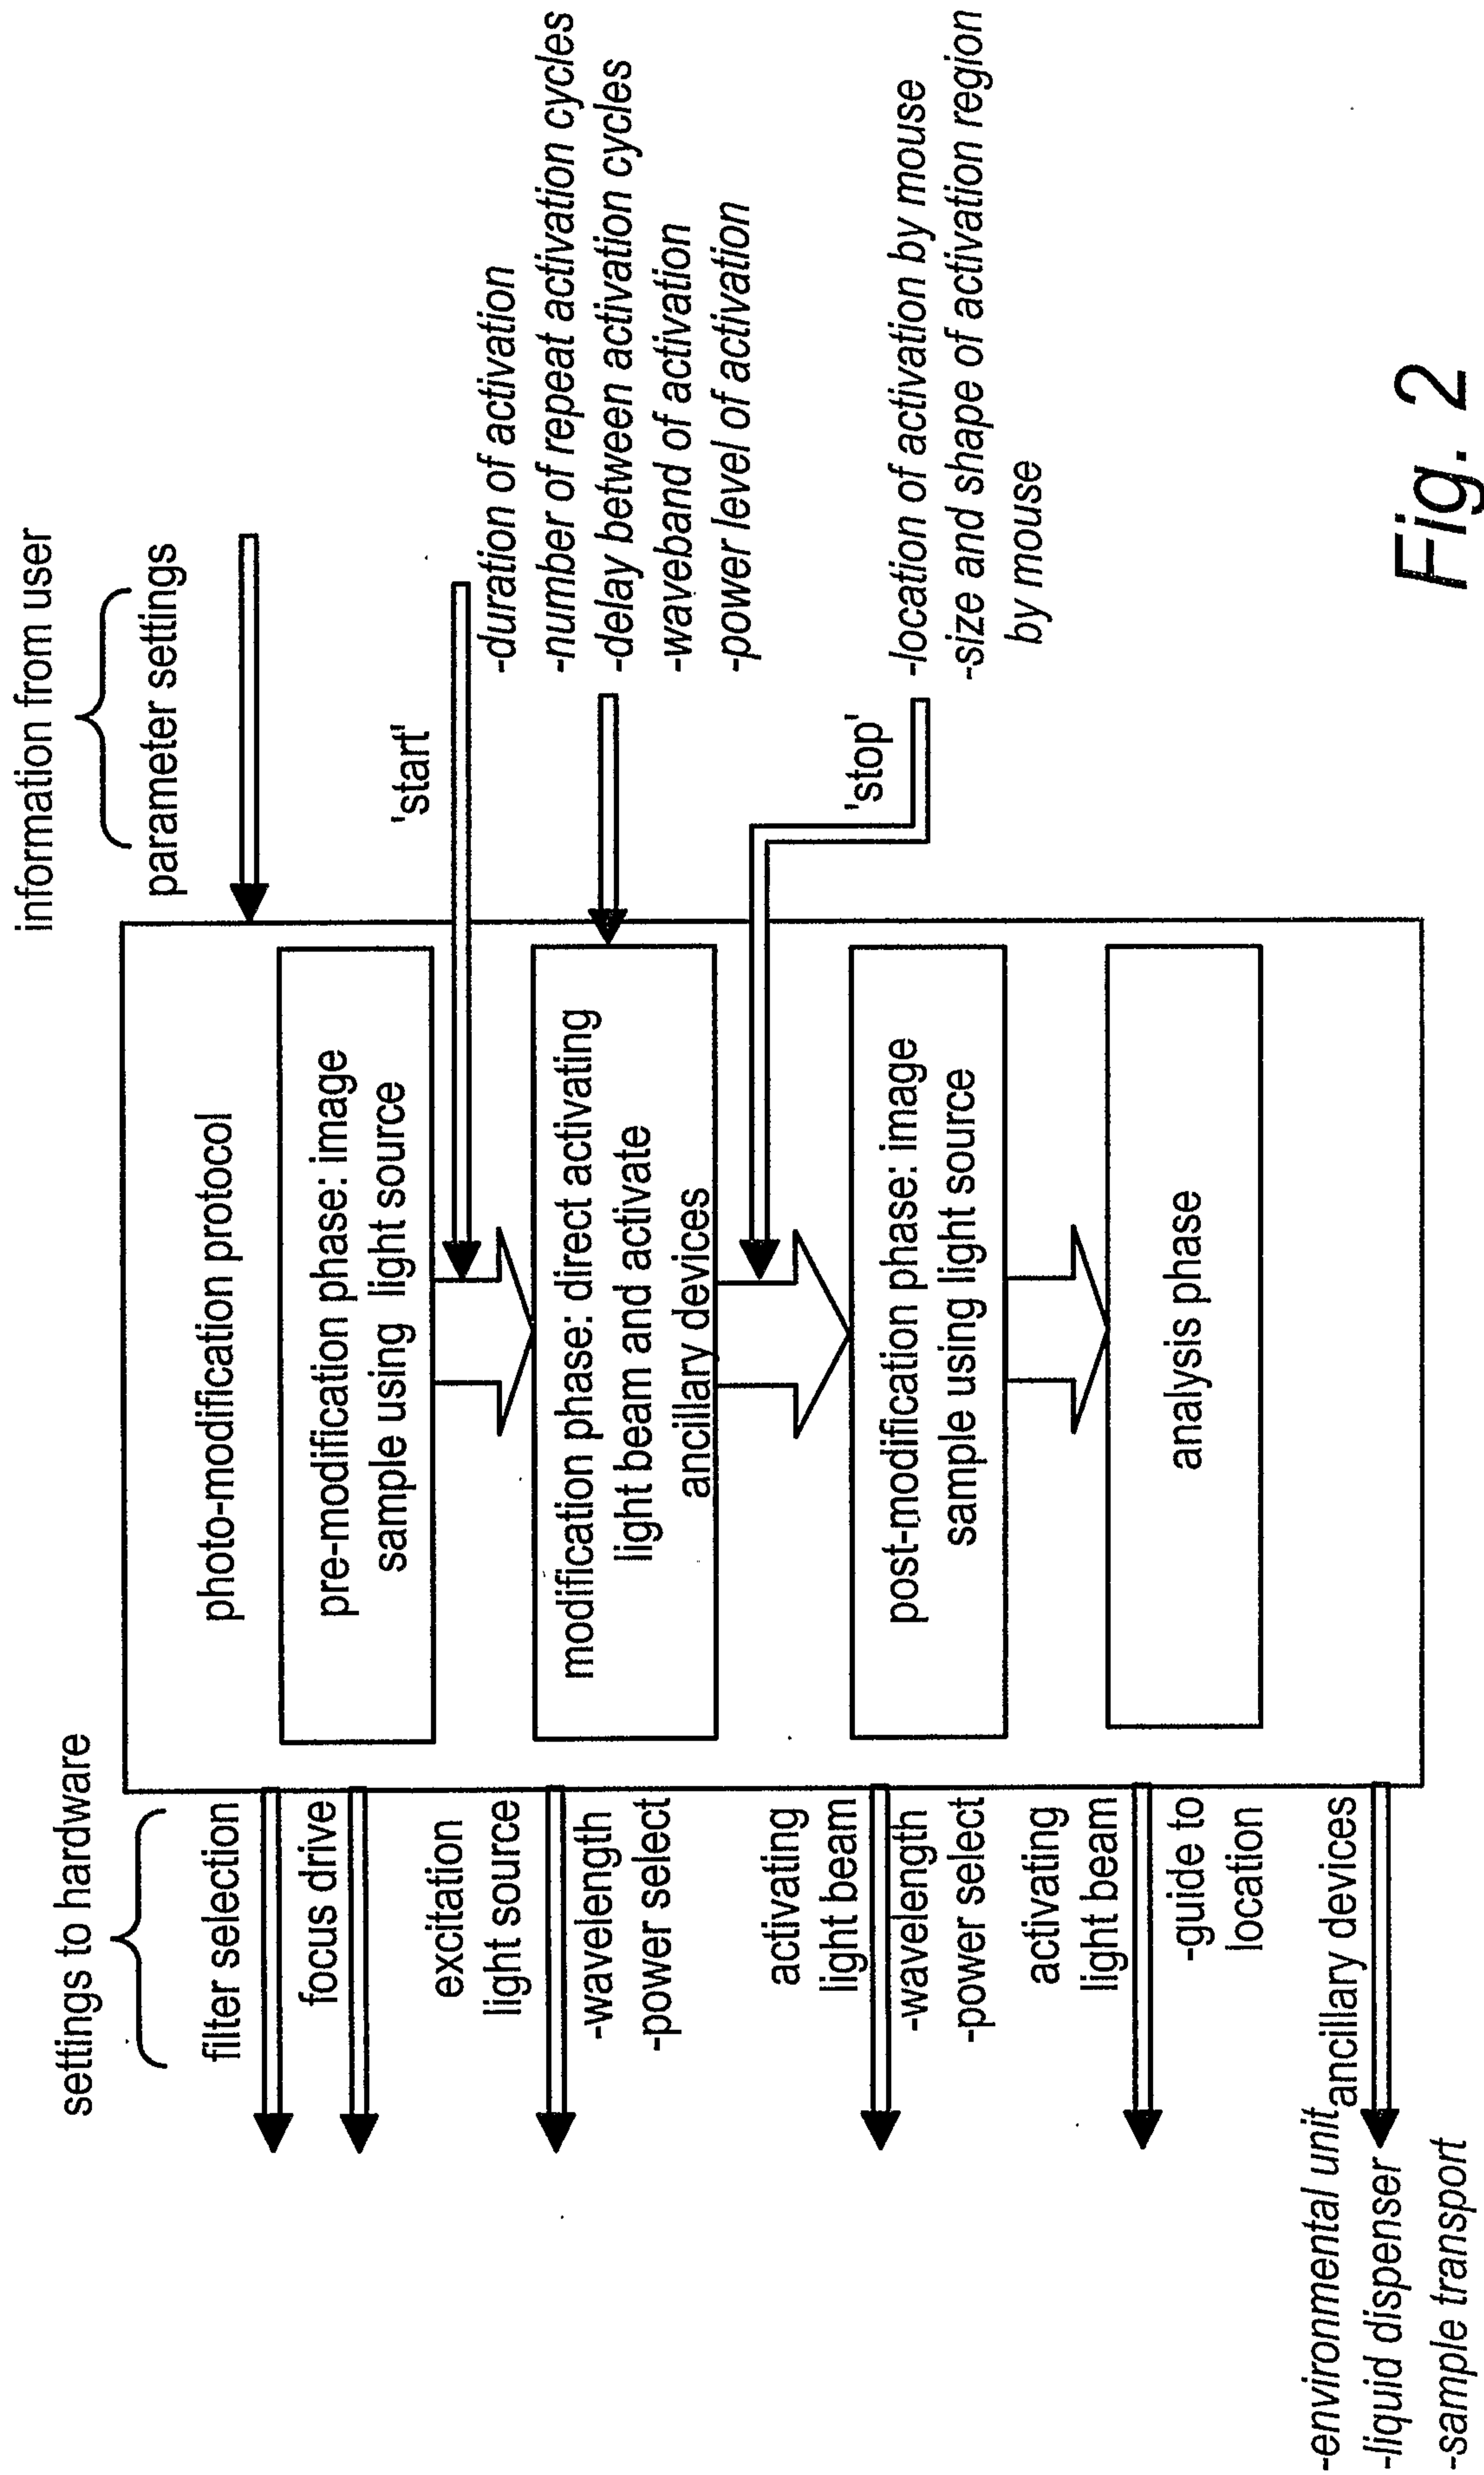 settings to hardware
filter selection
focus drive
excitation
light source
-wavelength
-power select
activating
light beam
-wavelength
-power select
activating
light beam
-guide to
location
ancillary devices
-environmental unit
-liquid dispenser
-sample transport
photo-modification protocol
pre-modification phase: image
sample using light source
modification phase: direct activating
light beam and activate
ancillary devices
post-modification phase: image
sample using light source
analysis phase
information from user
parameter settings
'start'
-duration of activation
-number of repeat activation cycles
-delay between activation cycles
-waveband of activation
-power level of activation
'stop'
-location of activation by mouse
-size and shape of activation region
by mouse
Fig. 2